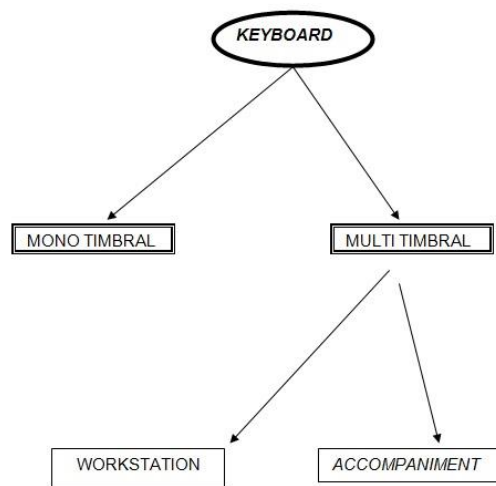 KEYBOARD
MONO TIMBRAL
MULTI TIMBRAL
WORKSTATION
ACCOMPANIMENT